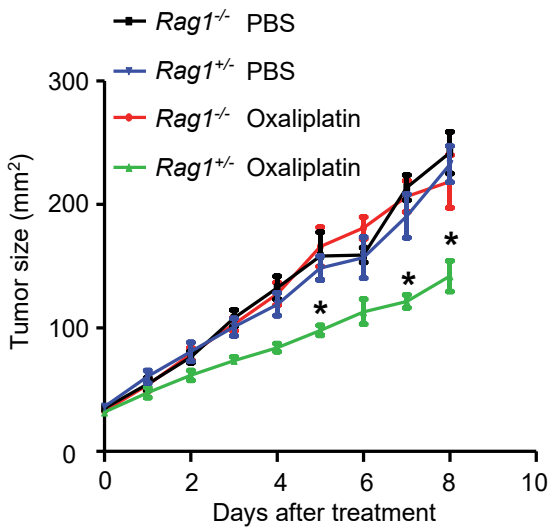 Rag1-/- PBS
Rag1+/- PBS
Rag1-/- Oxaliplatin
Rag1+/- Oxaliplatin
300
200
100
0
Tumor size (mm2)
*
*
*
0 2 4 6 8 10
Days after treatment